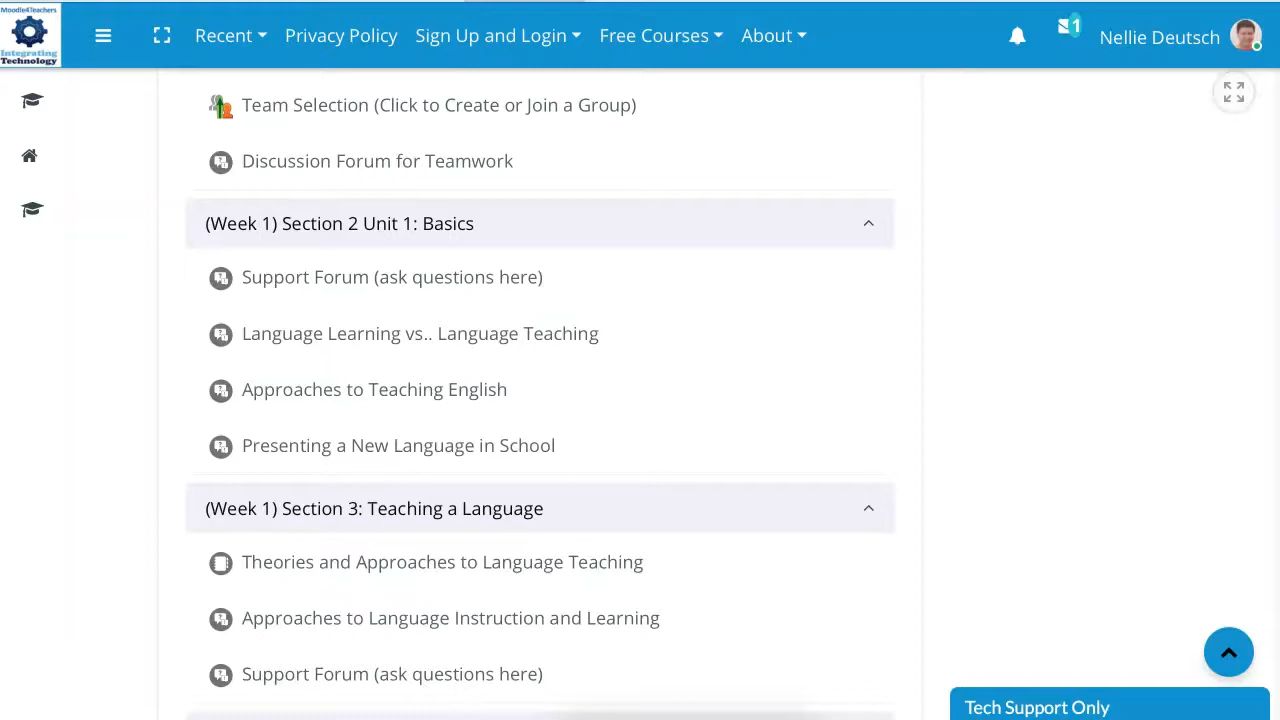 Moodle4Teachers
Integrating
Technology
Recent
Privacy Policy
Sign Up and Login
Free Courses
About
1
Nellie Deutsch
Team Selection (Click to Create or Join a Group)
Discussion Forum for Teamwork
(Week 1) Section 2 Unit 1: Basics
Support Forum (ask questions here)
Language Learning vs.. Language Teaching
Approaches to Teaching English
Presenting a New Language in School
(Week 1) Section 3: Teaching a Language
Theories and Approaches to Language Teaching
Approaches to Language Instruction and Learning
Support Forum (ask questions here)
Tech Support Only